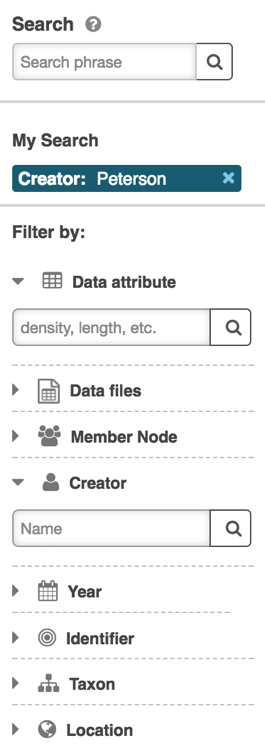 Search ?
Search phrase
My Search
Creator: Peterson ×
Filter by:
Data attribute
density, length, etc.
Data files
Member Node
Creator
Name
Year
Identifier
Taxon
Location